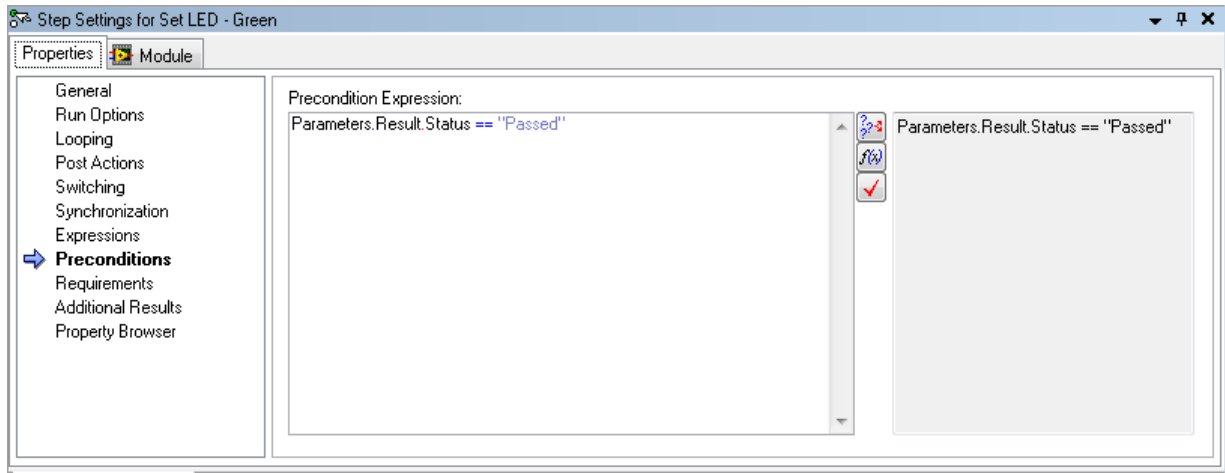 Step Settings for Set LED - Green
Properties Module
General
Run Options
Looping
Post Actions
Switching
Synchronization
Expressions
Preconditions
Requirements
Additional Results
Property Browser
Precondition Expression:
Parameters.Result.Status == "Passed"
f(x)
Parameters.Result.Status == "Passed"